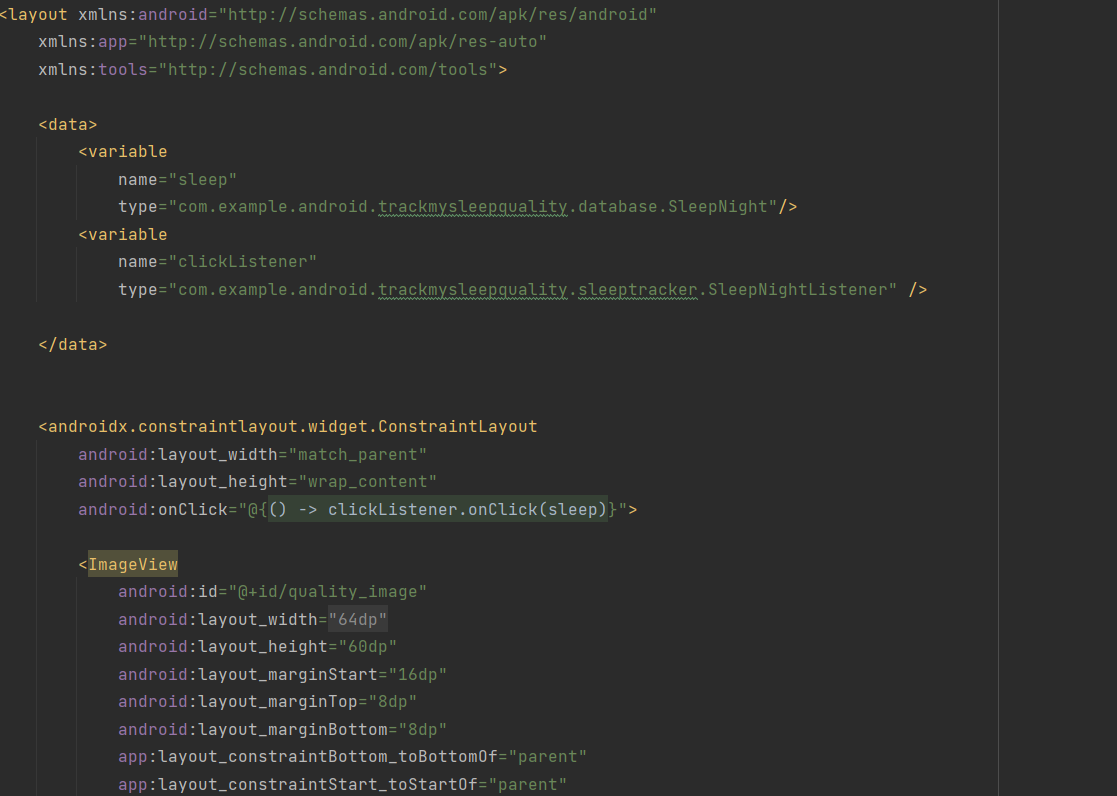 <layout xmlns:android="http://schemas.android.com/apk/res/android"
    xmlns:app="http://schemas.android.com/apk/res-auto"
    xmlns:tools="http://schemas.android.com/tools">
    <data>
        <variable
            name="sleep"
            type="com.example.android.trackmysleepquality.database.SleepNight"/>
        <variable
            name="clickListener"
            type="com.example.android.trackmysleepquality.sleeptracker.SleepNightListener" />
    </data>
    <androidx.constraintlayout.widget.ConstraintLayout
        android:layout_width="match_parent"
        android:layout_height="wrap_content"
        android:onClick="@{() -> clickListener.onClick(sleep)}">
        <ImageView
            android:id="@+id/quality_image"
            android:layout_width="64dp"
            android:layout_height="60dp"
            android:layout_marginStart="16dp"
            android:layout_marginTop="8dp"
            android:layout_marginBottom="8dp"
            app:layout_constraintBottom_toBottomOf="parent"
            app:layout_constraintStart_toStartOf="parent"